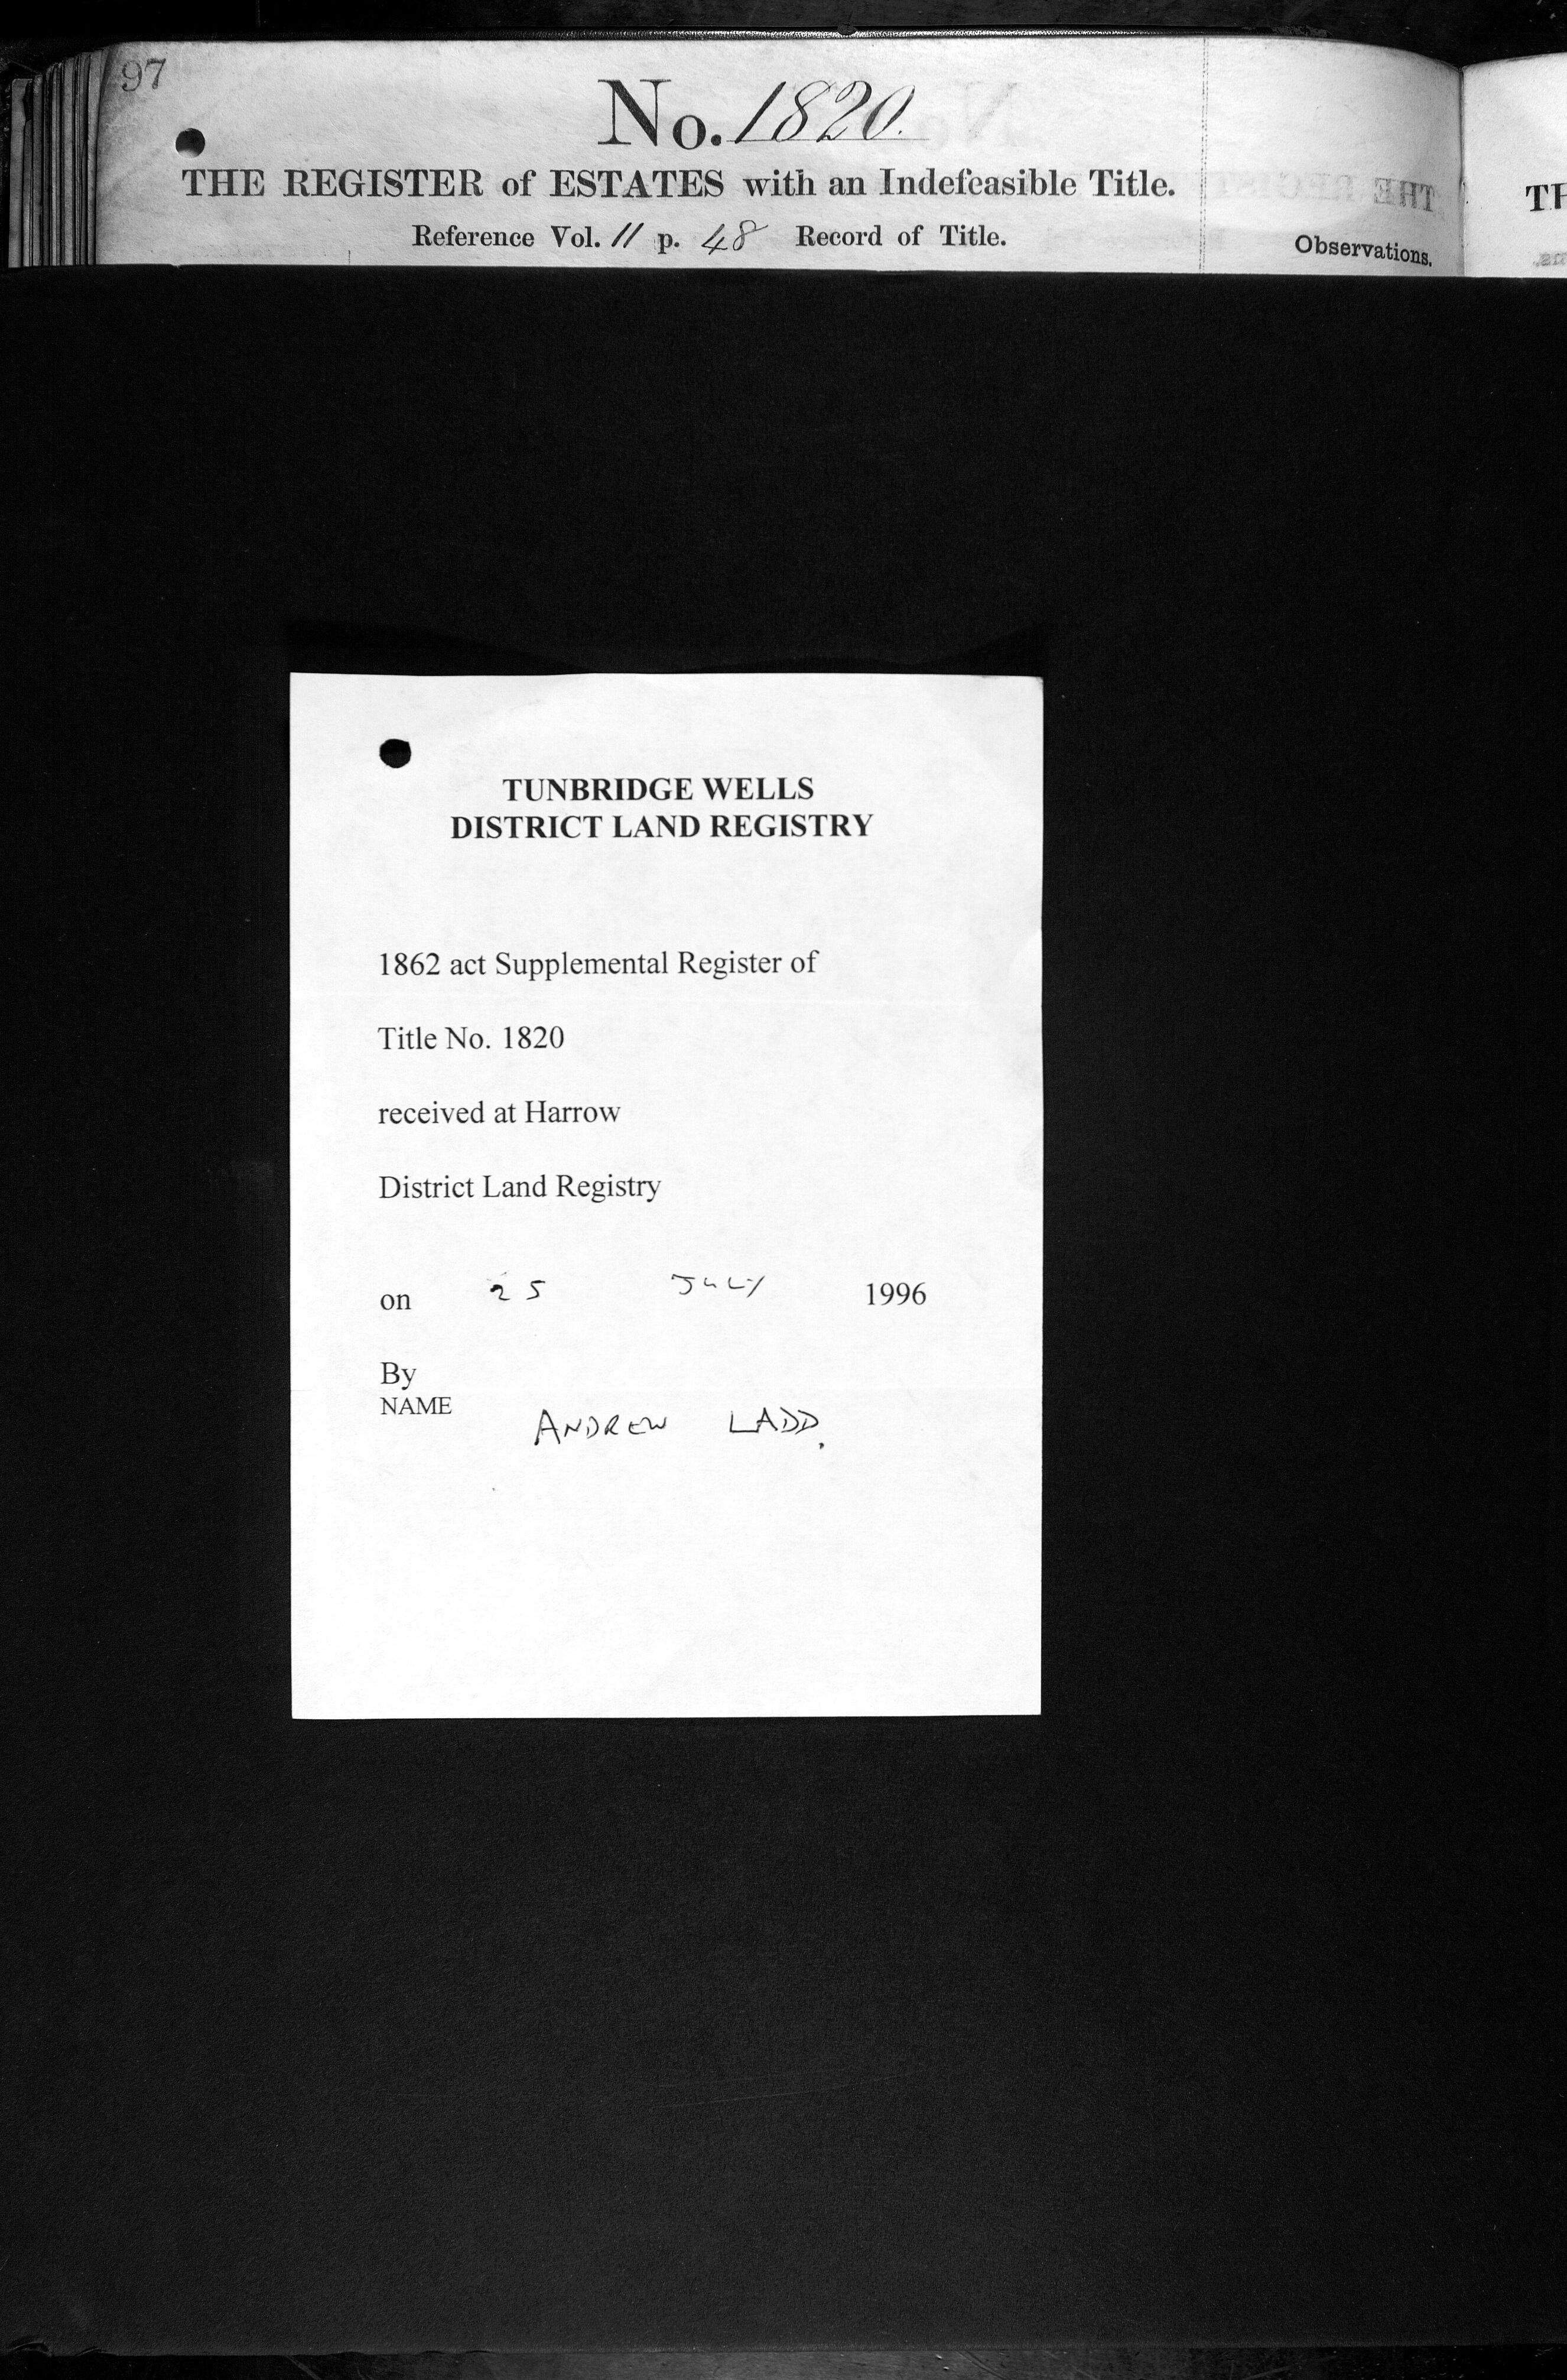 97
No. 1820.
THE REGISTER of ESTATES with an Indefeasible Title.
Reference Vol. 11 p. 48 Record of Title.
Observations.
TH
TUNBRIDGE WELLS
DISTRICT LAND REGISTRY
1862 act Supplemental Register of
Title No. 1820
received at Harrow
District Land Registry
on 25 JULY 1996
By
NAME
ANDREW LADD.